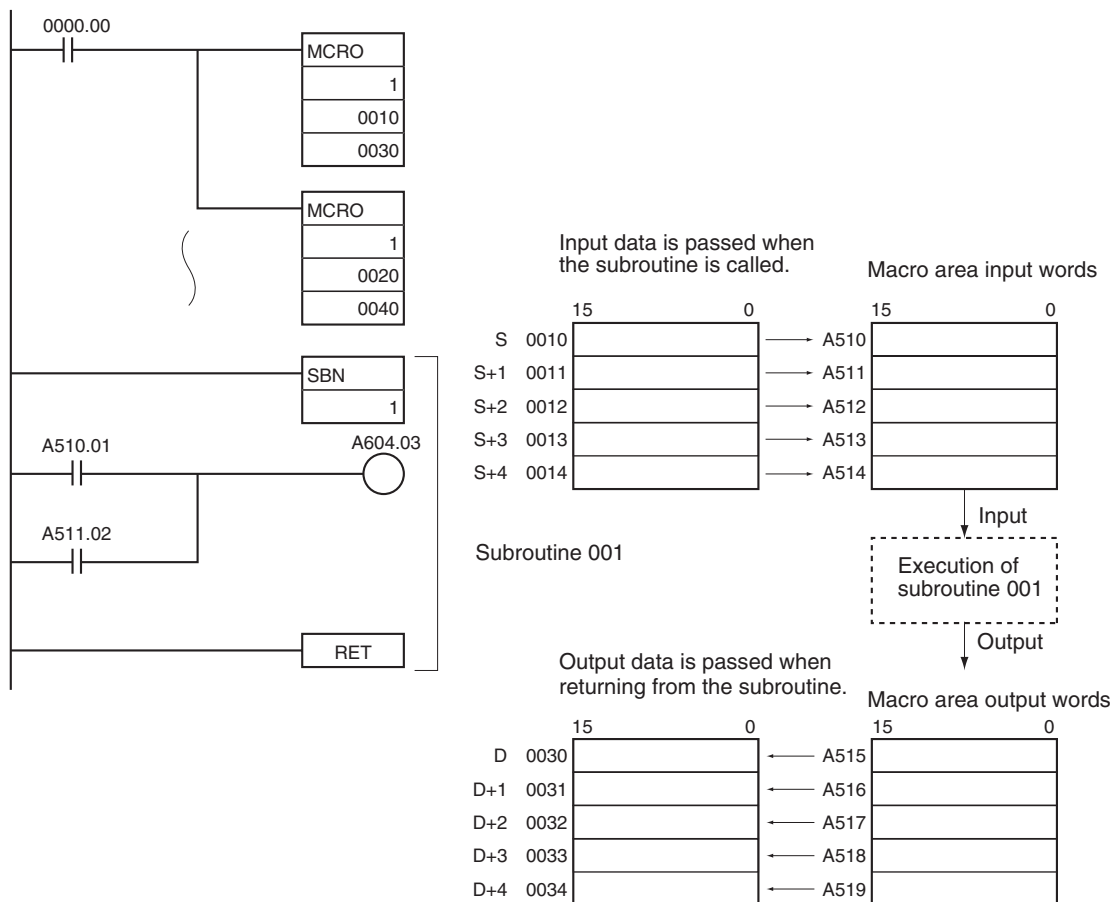 0000.00
MCRO
1
0010
0030
MCRO
1
0020
0040
SBN
1
A510.01
A604.03
A511.02
RET
Subroutine 001
Input data is passed when
the subroutine is called.
Macro area input words
15 0 15 0
S 0010 A510
S+1 0011 A511
S+2 0012 A512
S+3 0013 A513
S+4 0014 A514
Input
Execution of
subroutine 001
Output
Output data is passed when
returning from the subroutine.
Macro area output words
15 0 15 0
D 0030 A515
D+1 0031 A516
D+2 0032 A517
D+3 0033 A518
D+4 0034 A519